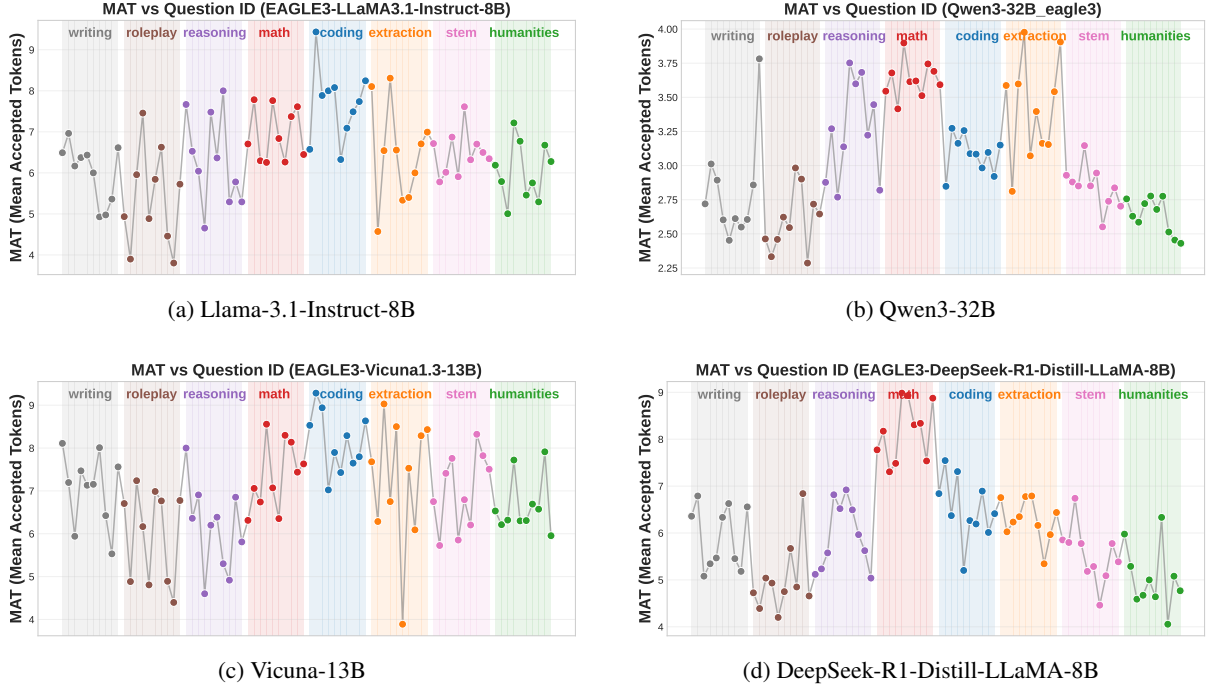 MAT vs Question ID (EAGLE3-LLaMA3.1-Instruct-8B)
MAT (Mean Accepted Tokens)
writing roleplay reasoning math coding extraction stem humanities
9
8
7
6
5
4
(a) Llama-3.1-Instruct-8B
MAT vs Question ID (Qwen3-32B_eagle3)
MAT (Mean Accepted Tokens)
writing roleplay reasoning math coding extraction stem humanities
4.00
3.75
3.50
3.25
3.00
2.75
2.50
2.25
(b) Qwen3-32B
MAT vs Question ID (EAGLE3-Vicuna1.3-13B)
MAT (Mean Accepted Tokens)
writing roleplay reasoning math coding extraction stem humanities
9
8
7
6
5
4
(c) Vicuna-13B
MAT vs Question ID (EAGLE3-DeepSeek-R1-Distill-LLaMA-8B)
MAT (Mean Accepted Tokens)
writing roleplay reasoning math coding extraction stem humanities
9
8
7
6
5
4
(d) DeepSeek-R1-Distill-LLaMA-8B